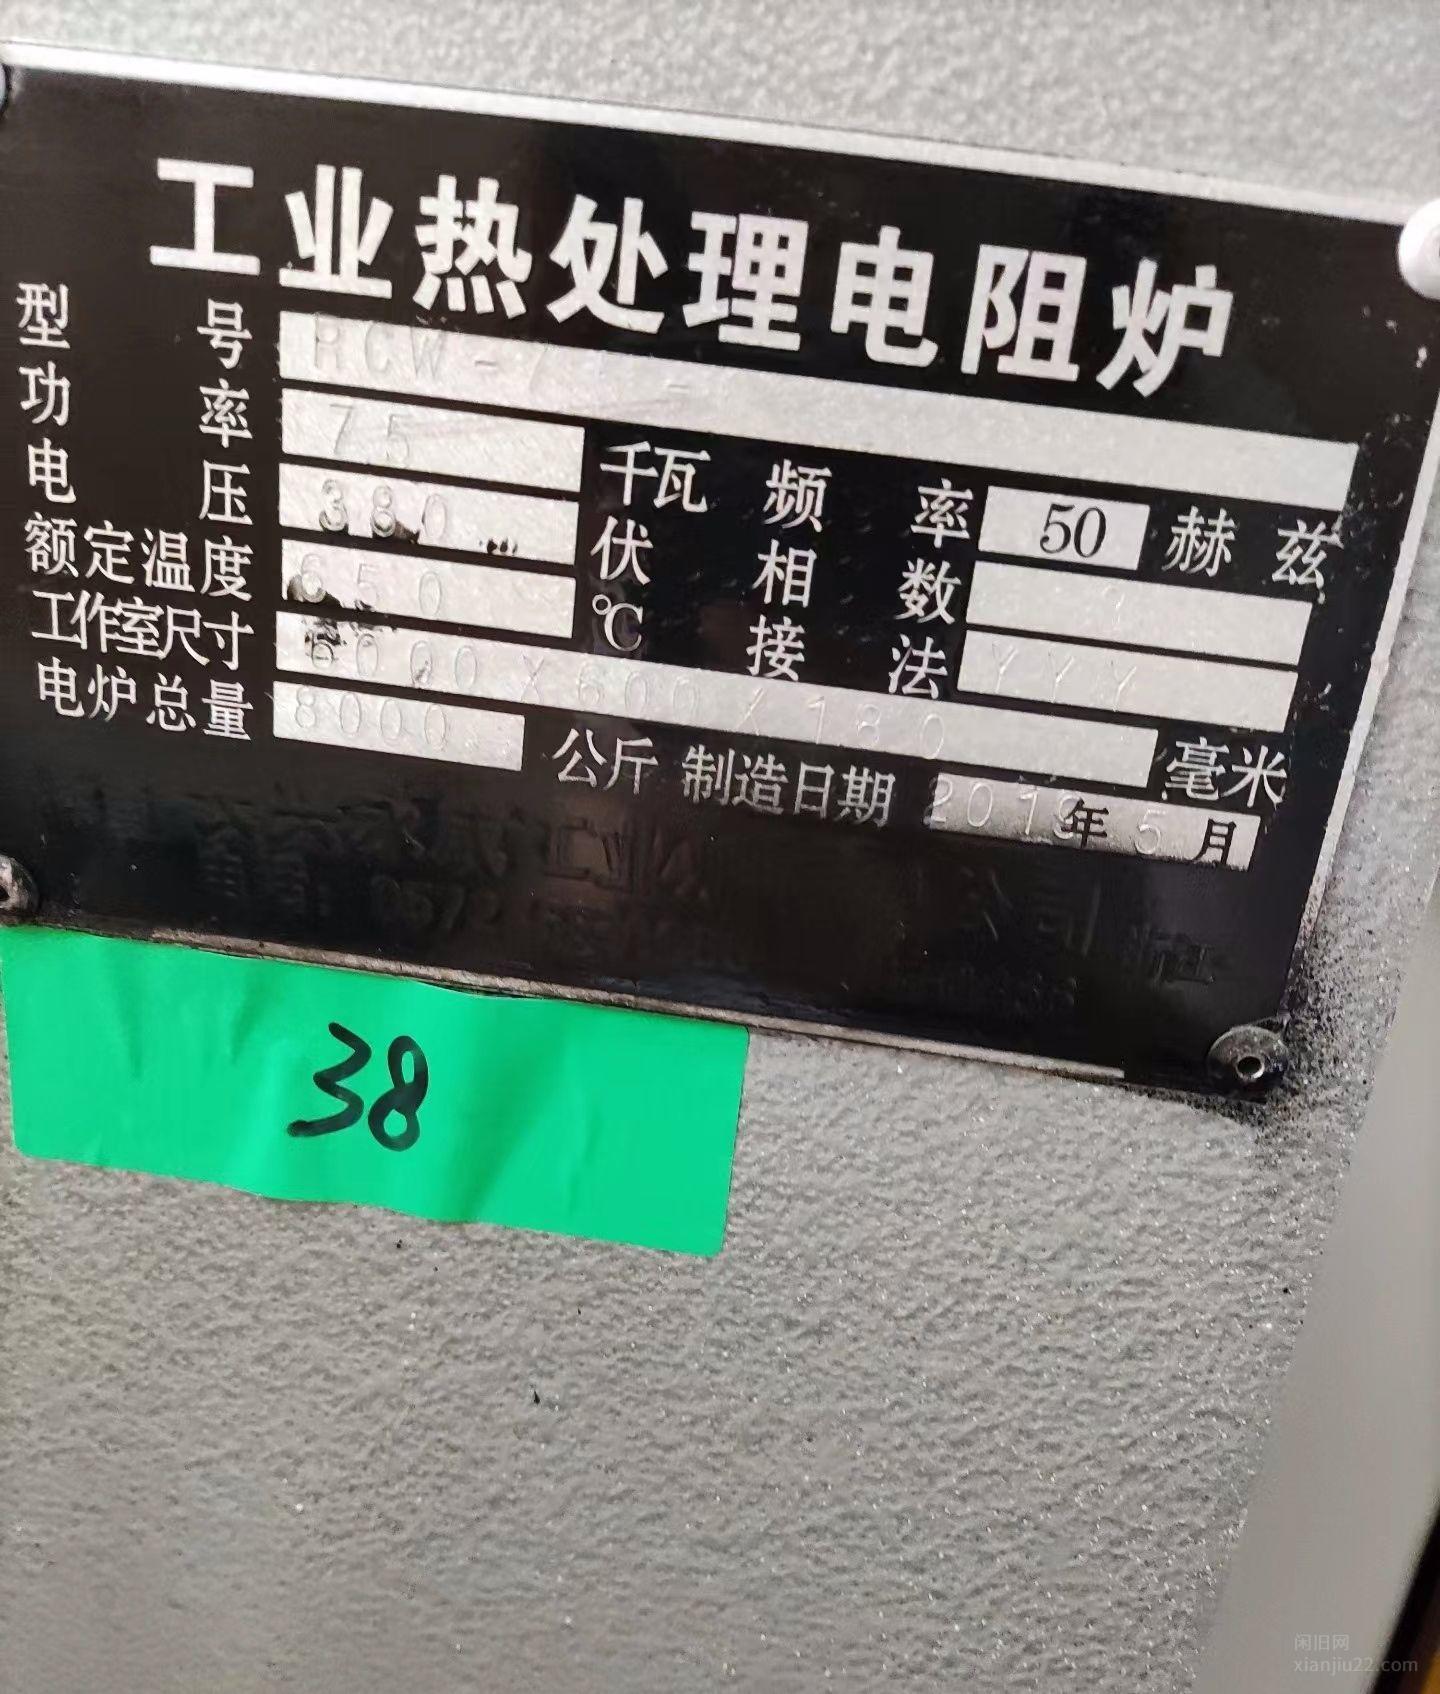 工业热处理电阻炉
型号 RCW-7
功率 75 千瓦 频率 50 赫兹
电压 380 伏 相数
额定温度 650 ℃ 接法 YYY
工作室尺寸 6000X600X180 毫米
电炉总量 8000 公斤 制造日期 2019年5月
38
闲旧网
xianjiu22.com